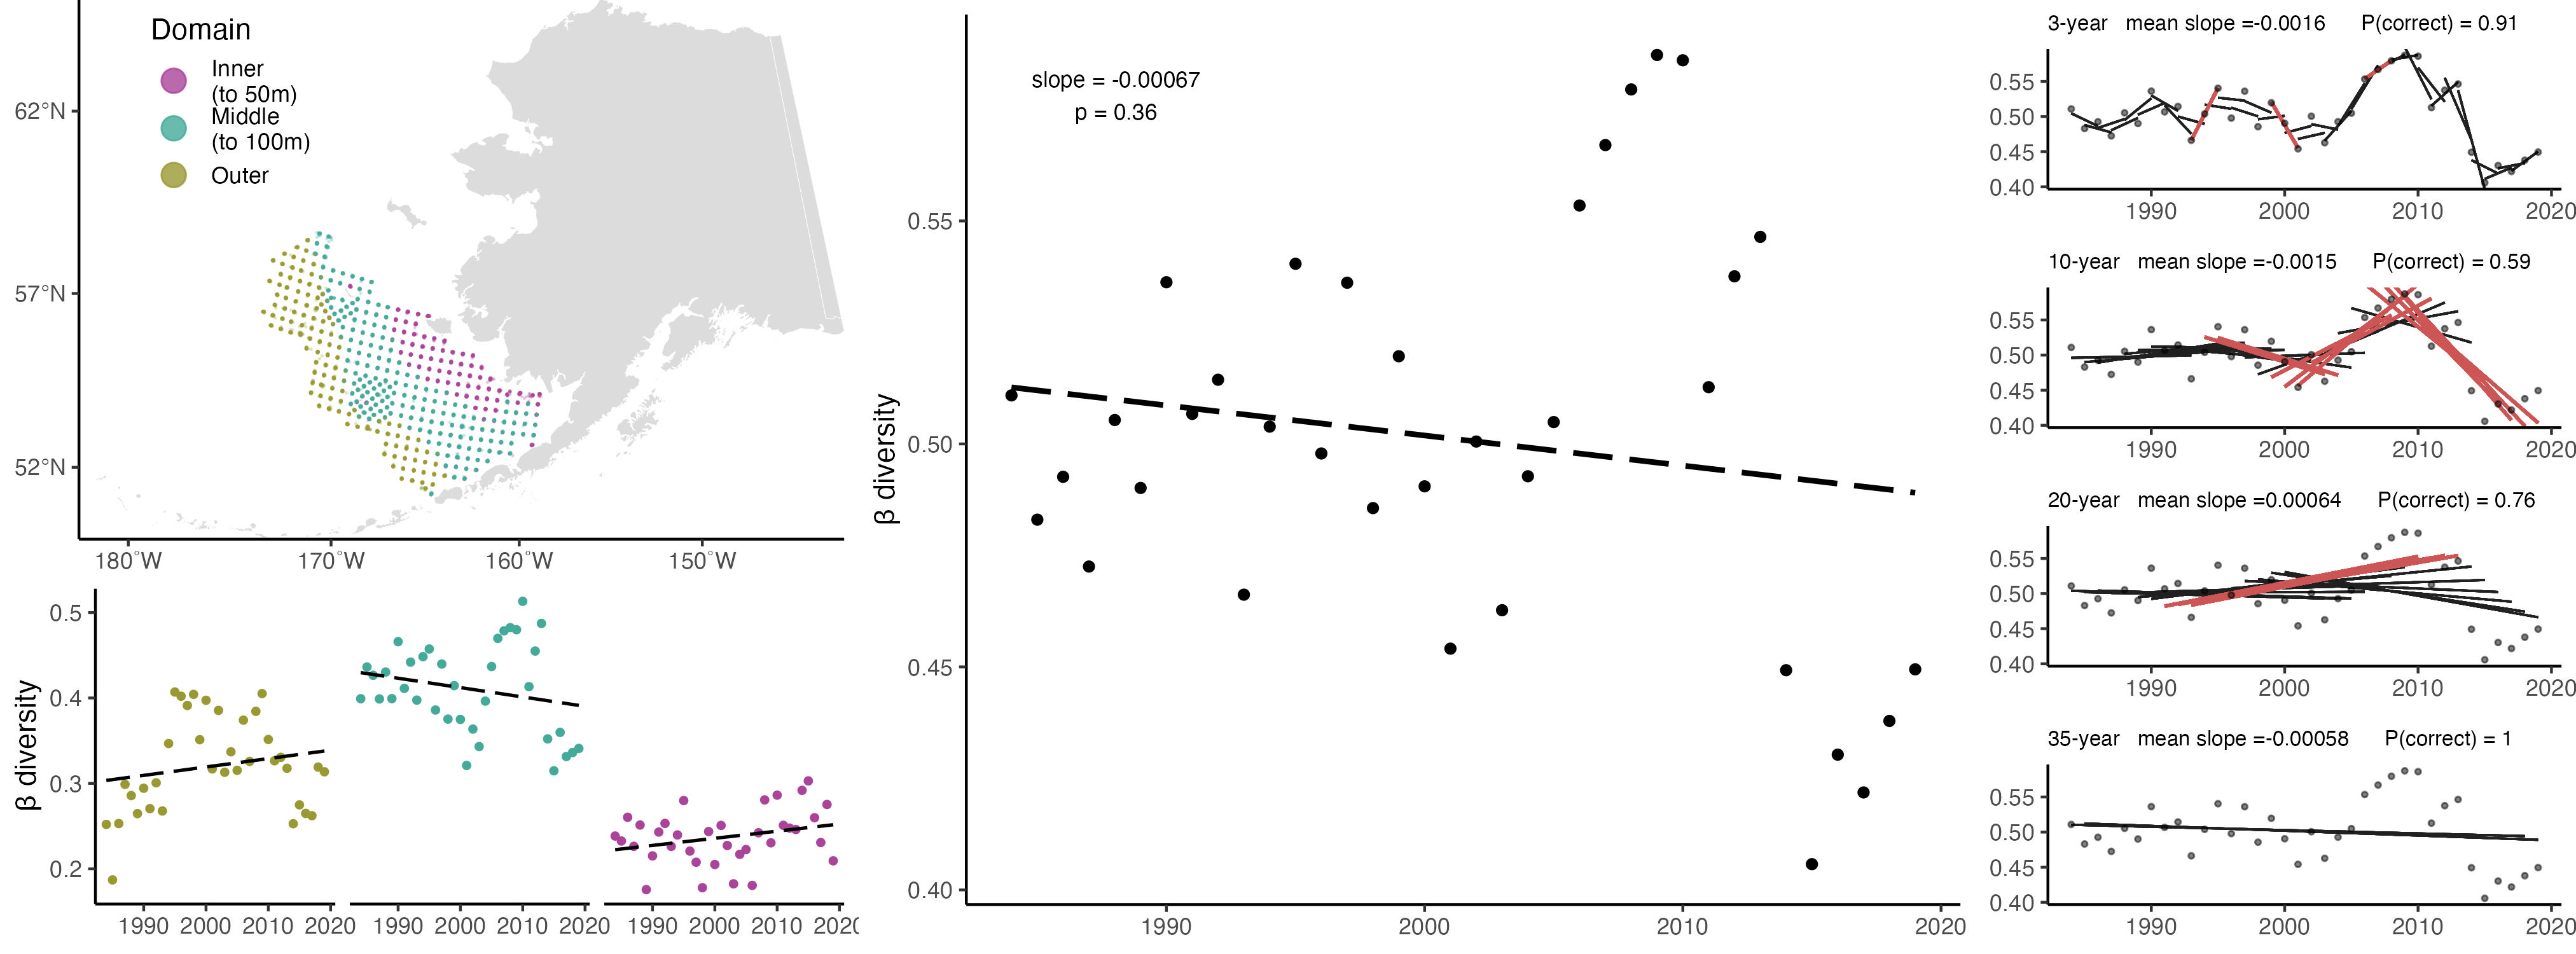 Domain
Inner
(to 50m)
Middle
(to 100m)
Outer
62°N
57°N
52°N
180°W
170°W
160°W
150°W
β diversity
0.5
0.4
0.3
0.2
1990 2000 2010 2020
1990 2000 2010 2020
1990 2000 2010 2020
slope = -0.00067
p = 0.36
β diversity
0.55
0.50
0.45
0.40
1990
2000
2010
2020
3-year mean slope =-0.0016 P(correct) = 0.91
0.55
0.50
0.45
0.40
1990 2000 2010 2020
10-year mean slope =-0.0015 P(correct) = 0.59
0.55
0.50
0.45
0.40
1990 2000 2010 2020
20-year mean slope =0.00064 P(correct) = 0.76
0.55
0.50
0.45
0.40
1990 2000 2010 2020
35-year mean slope =-0.00058 P(correct) = 1
0.55
0.50
0.45
0.40
1990 2000 2010 2020